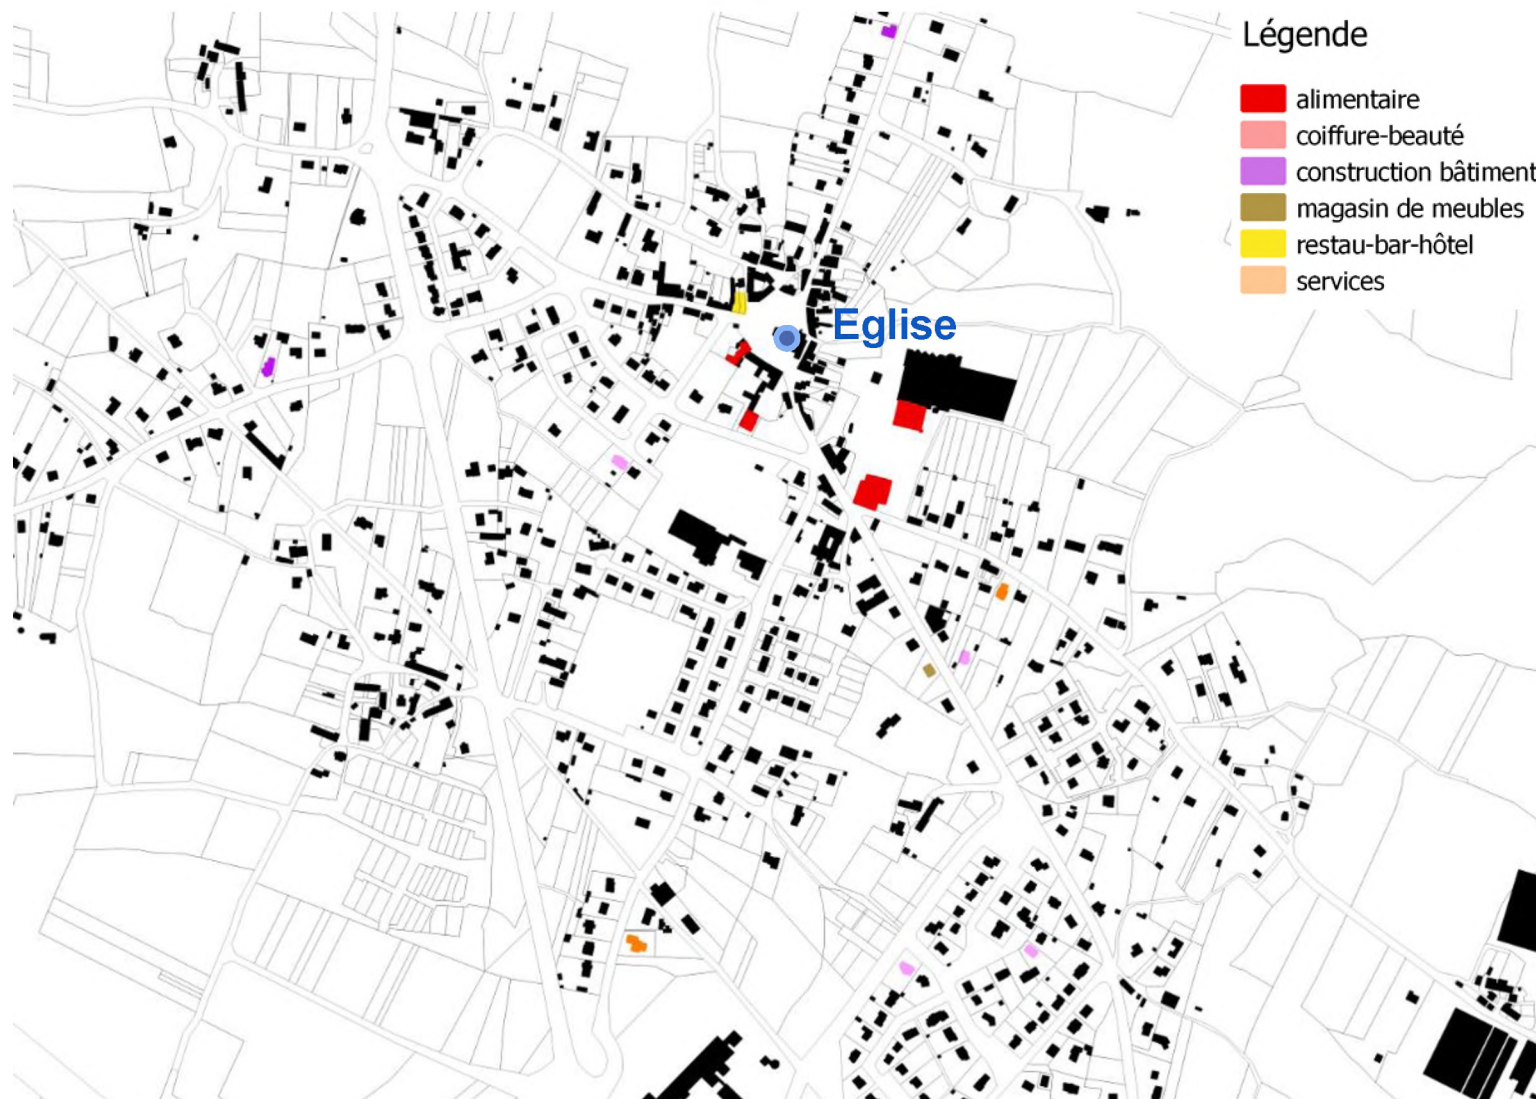 Légende
alimentaire
coiffure-beauté
construction bâtiment
magasin de meubles
restau-bar-hôtel
services
Eglise